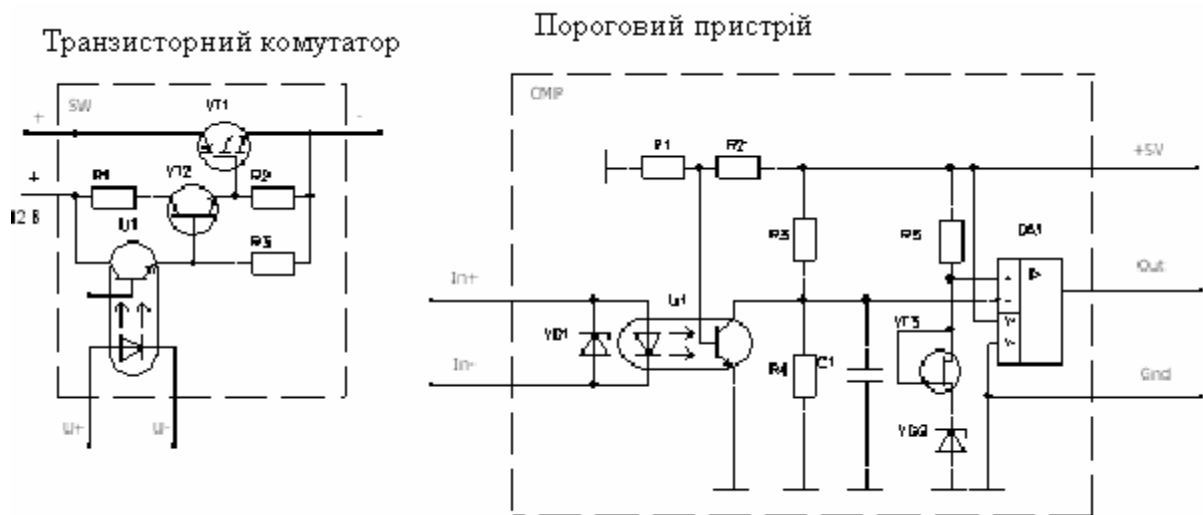 Транзисторний комутатор
Пороговий пристрій
SW
VT1
+
-
+
R1
VT2
R2
12 В
U1
R3
U+
U-
CMP
R1
R2
+5V
R3
R5
DA1
In+
U1
+
-
Out
VD1
V+
VT3
V-
In-
R4
C1
Gnd
VD2